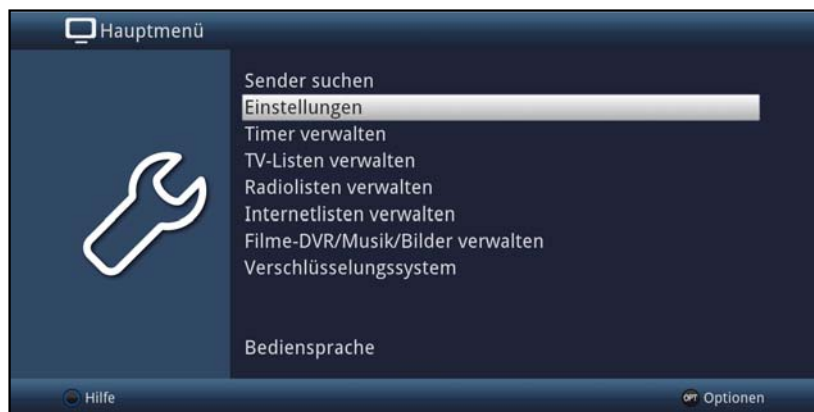 Hauptmenü
Sender suchen
Einstellungen
Timer verwalten
TV-Listen verwalten
Radiolisten verwalten
Internetlisten verwalten
Filme-DVR/Musik/Bilder verwalten
Verschlüsselungssystem
Bediensprache
Hilfe
OPT Optionen